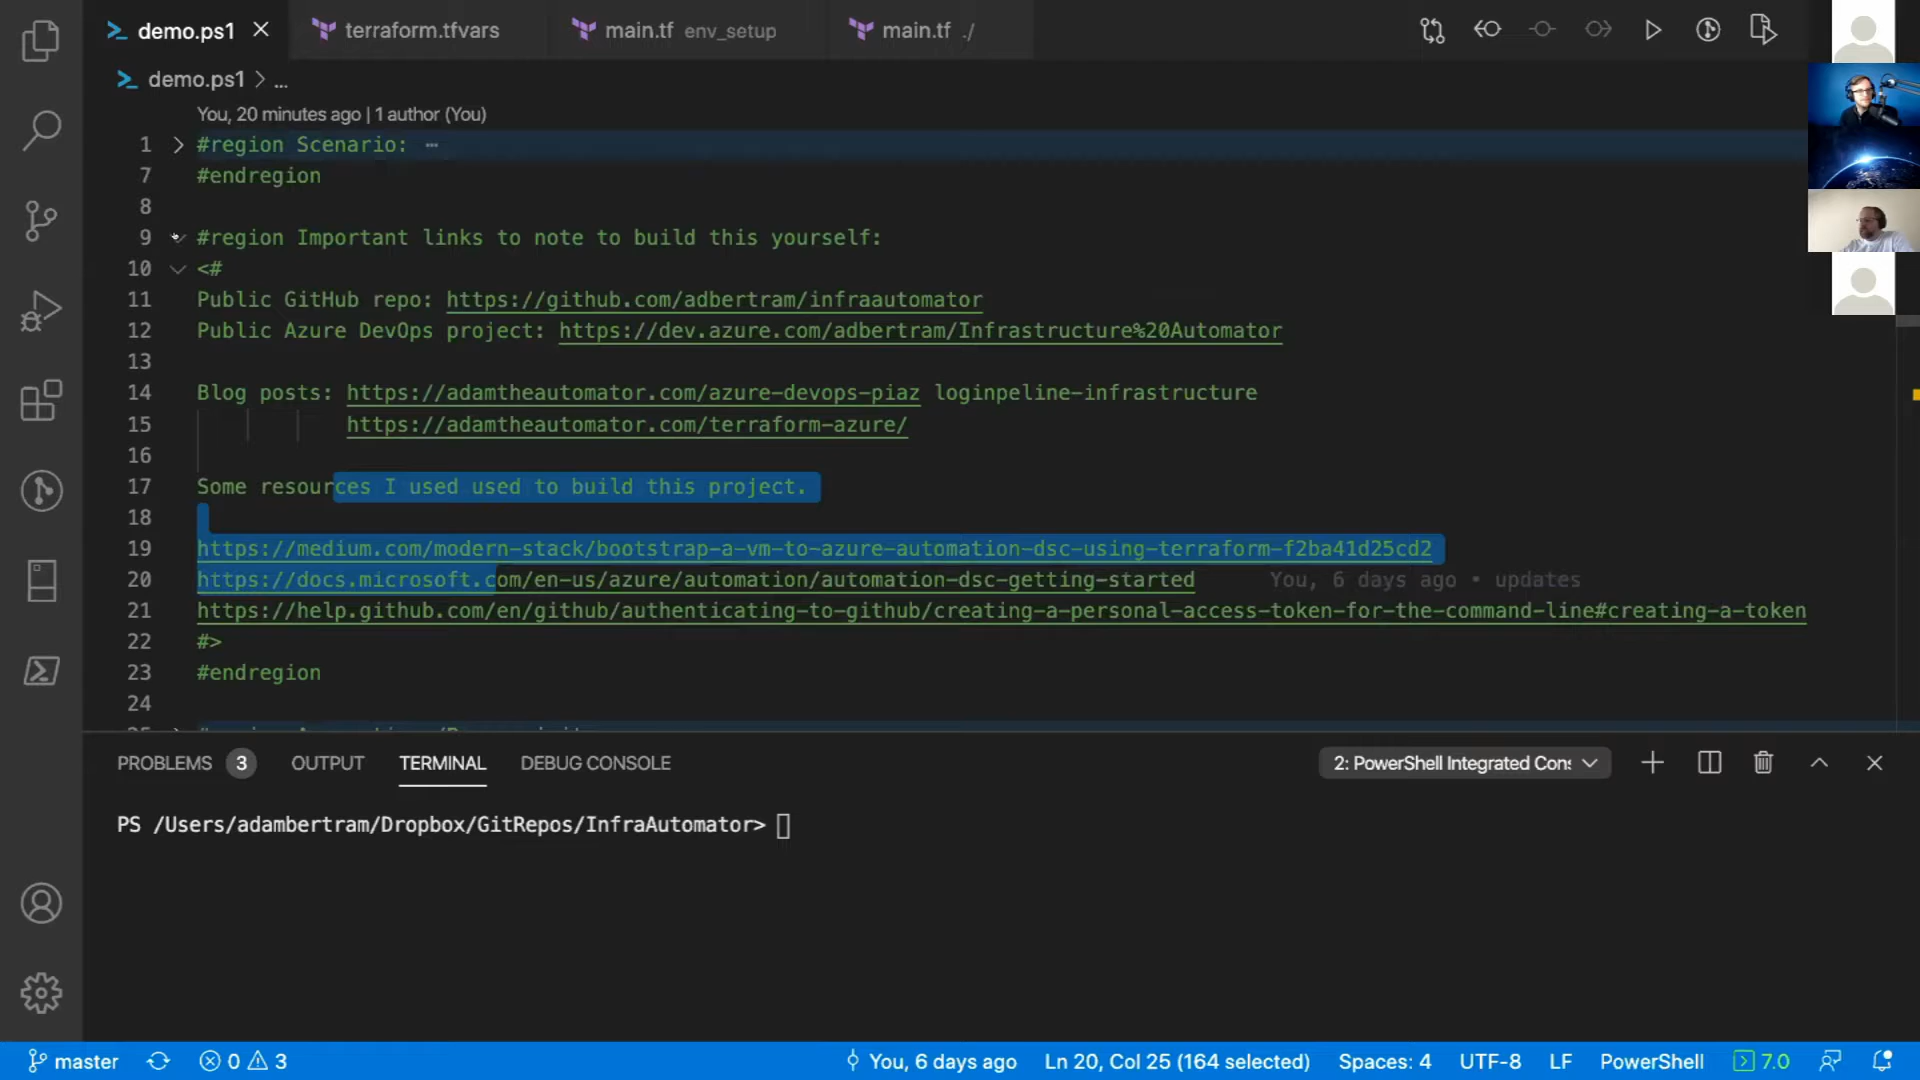 demo.ps1
terraform.tfvars
main.tf env_setup
main.tf ./
demo.ps1 > ...
You, 20 minutes ago | 1 author (You)
1 #region Scenario: ⋯
7 #endregion
8
9 #region Important links to note to build this yourself:
10 <#
11 Public GitHub repo: https://github.com/adbertram/infraautomator
12 Public Azure DevOps project: https://dev.azure.com/adbertram/Infrastructure%20Automator
13
14 Blog posts: https://adamtheautomator.com/azure-devops-piaz loginpeline-infrastructure
15 https://adamtheautomator.com/terraform-azure/
16
17 Some resources I used used to build this project.
18
19 https://medium.com/modern-stack/bootstrap-a-vm-to-azure-automation-dsc-using-terraform-f2ba41d25cd2
20 https://docs.microsoft.com/en-us/azure/automation/automation-dsc-getting-started You, 6 days ago • updates
21 https://help.github.com/en/github/authenticating-to-github/creating-a-personal-access-token-for-the-command-line#creating-a-token
22 #>
23 #endregion
24
PROBLEMS 3 OUTPUT TERMINAL DEBUG CONSOLE
2: PowerShell Integrated Cons
PS /Users/adambertram/Dropbox/GitRepos/InfraAutomator>
master 0 3 You, 6 days ago Ln 20, Col 25 (164 selected) Spaces: 4 UTF-8 LF PowerShell 7.0